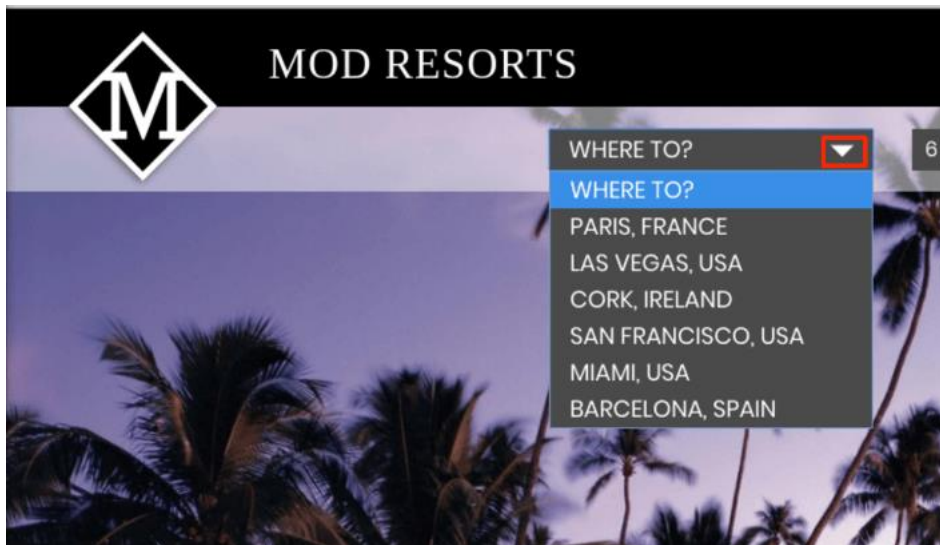 M
MOD RESORTS
WHERE TO?
6
WHERE TO?
PARIS, FRANCE
LAS VEGAS, USA
CORK, IRELAND
SAN FRANCISCO, USA
MIAMI, USA
BARCELONA, SPAIN